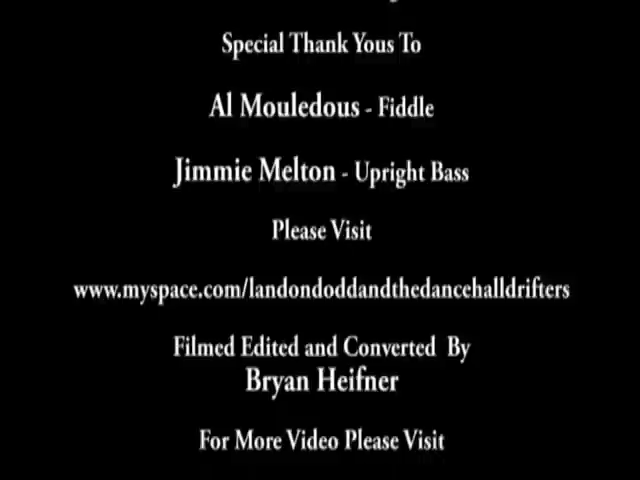 Special Thank Yous To
Al Mouledous - Fiddle
Jimmie Melton - Upright Bass
Please Visit
www.myspace.com/landondoddandthedancehalldrifters
Filmed Edited and Converted By
Bryan Heifner
For More Video Please Visit